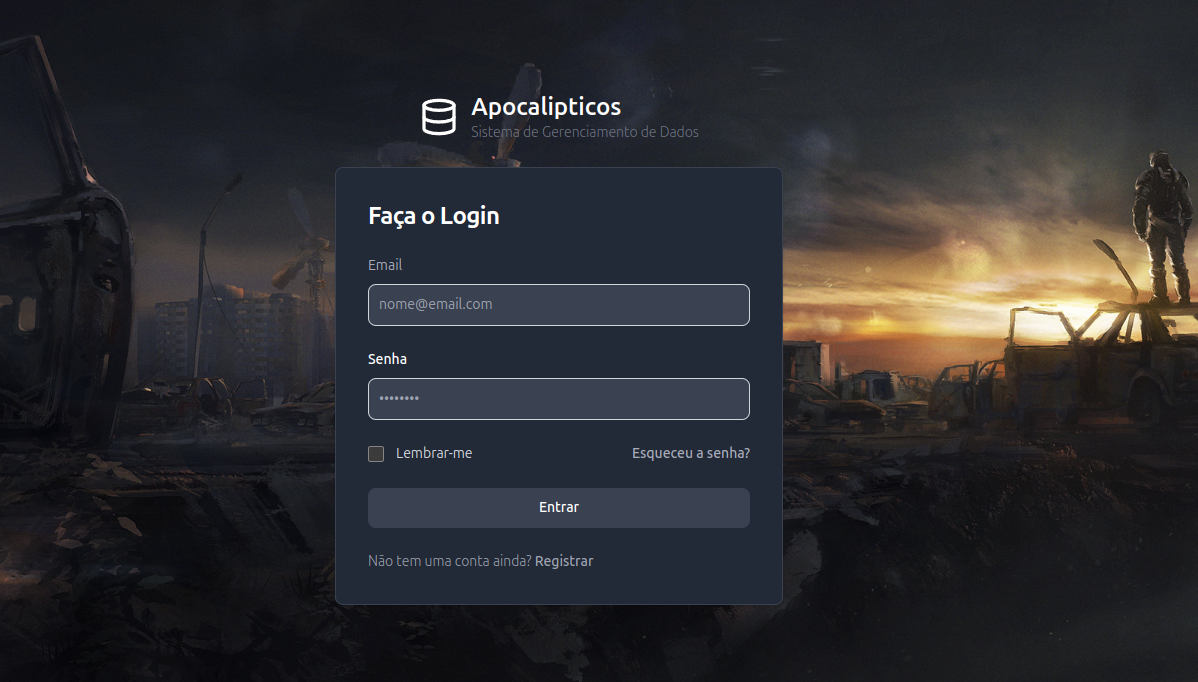 Apocalipticos
Sistema de Gerenciamento de Dados
Faça o Login
Email
nome@email.com
Senha
••••••••
Lembrar-me
Esqueceu a senha?
Entrar
Não tem uma conta ainda? Registrar